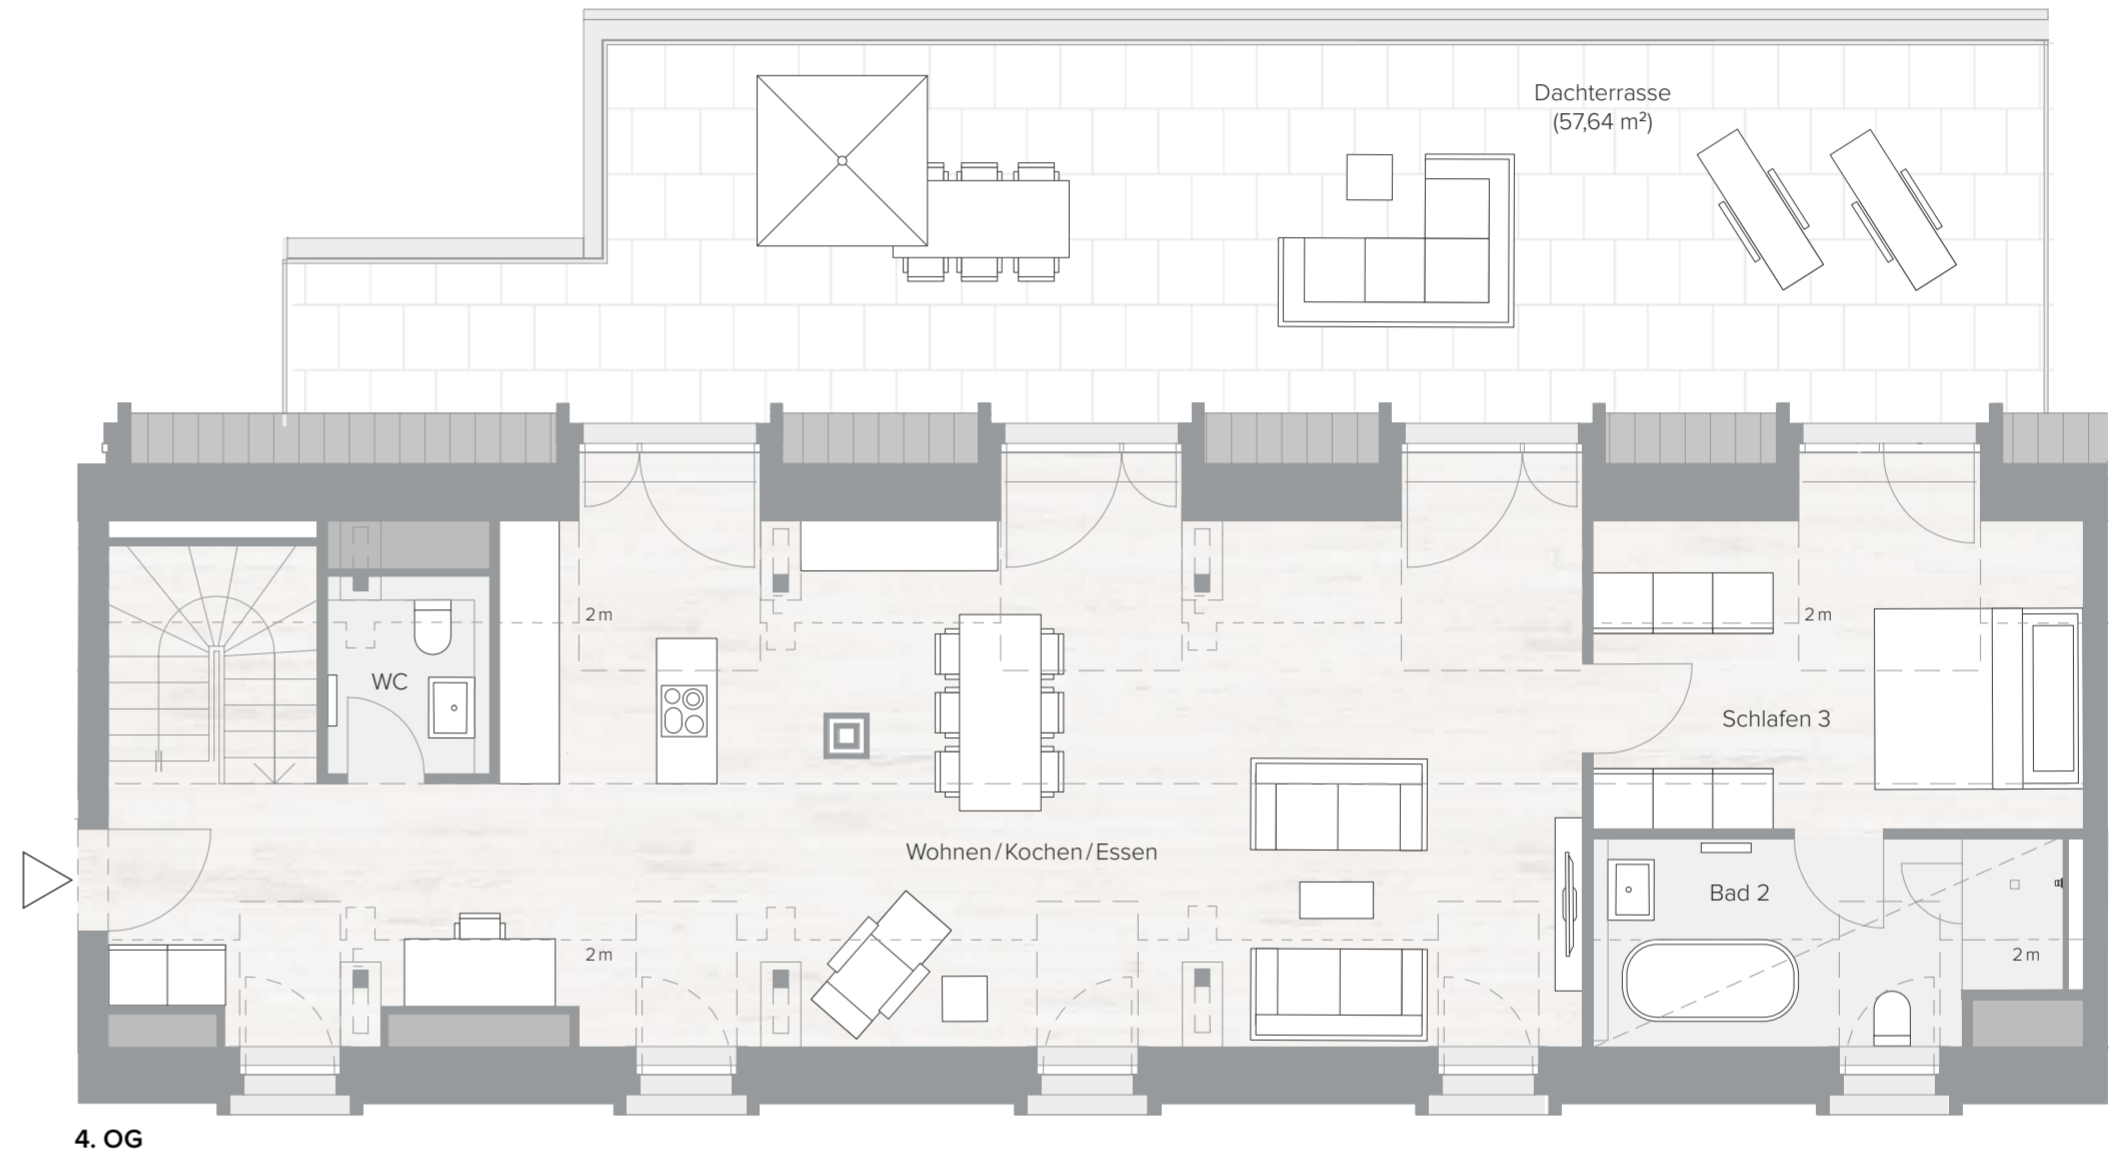 Dachterrasse
(57,64 m²)
2 m
2 m
WC
Schlafen 3
Wohnen/Kochen/Essen
Bad 2
2 m
2 m
4. OG